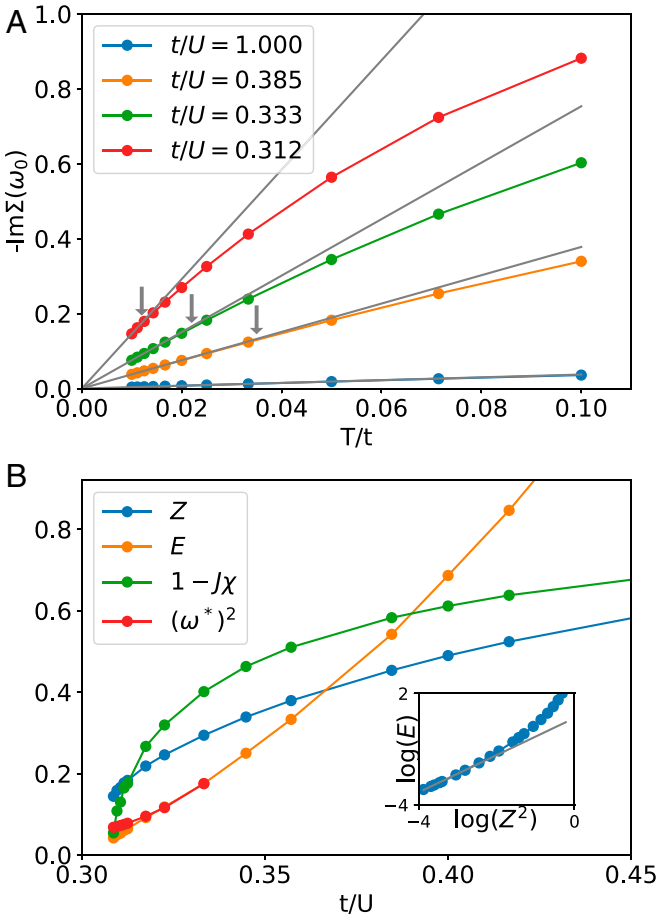 A
1.0
0.8
0.6
0.4
0.2
0.0
-ImΣ(ω₀)
t/U = 1.000
t/U = 0.385
t/U = 0.333
t/U = 0.312
0.00 0.02 0.04 0.06 0.08 0.10
T/t
B
0.8
0.6
0.4
0.2
0.0
Z
E
1 − Jχ
(ω*)²
2
log(E)
-4
-4 0
log(Z²)
0.30 0.35 0.40 0.45
t/U